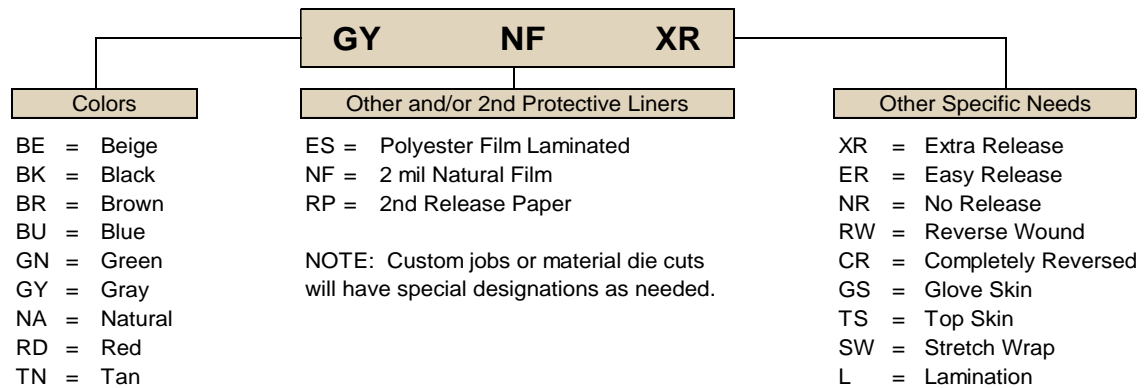 GY NF XR
Colors
BE = Beige
BK = Black
BR = Brown
BU = Blue
GN = Green
GY = Gray
NA = Natural
RD = Red
TN = Tan
Other and/or 2nd Protective Liners
ES = Polyester Film Laminated
NF = 2 mil Natural Film
RP = 2nd Release Paper
NOTE: Custom jobs or material die cuts
will have special designations as needed.
Other Specific Needs
XR = Extra Release
ER = Easy Release
NR = No Release
RW = Reverse Wound
CR = Completely Reversed
GS = Glove Skin
TS = Top Skin
SW = Stretch Wrap
L = Lamination